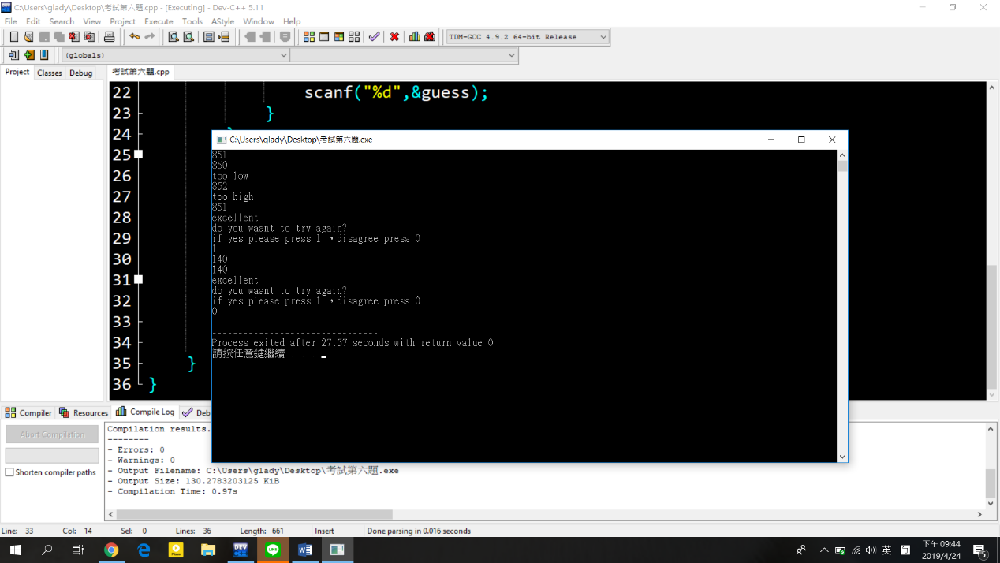 C:\Users\glady\Desktop\考試第六題.cpp - [Executing] - Dev-C++ 5.11
File Edit Search View Project Execute Tools AStyle Window Help
TDM-GCC 4.9.2 64-bit Release
(globals)
Project Classes Debug 考試第六題.cpp
22 scanf("%d",&guess);
23 }
24
25
26
27
28
29
30
31
32
33
34
35 }
36 }
C:\Users\glady\Desktop\考試第六題.exe
851
850
too low
852
too high
851
excellent
do you waant to try again?
if yes please press 1 ，disagree press 0
1
140
140
excellent
do you waant to try again?
if yes please press 1 ，disagree press 0
0
--------------------------------
Process exited after 27.57 seconds with return value 0
請按任意鍵繼續 . . .
Compiler Resources Compile Log
Abort Compilation
Shorten compiler paths
Compilation results.
--------
- Errors: 0
- Warnings: 0
- Output Filename: C:\Users\glady\Desktop\考試第六題.exe
- Output Size: 130.2783203125 KiB
- Compilation Time: 0.97s
Line: 33 Col: 14 Sel: 0 Lines: 36 Length: 661 Insert Done parsing in 0.016 seconds
DEV
Player
LINE
英
下午 09:44
2019/4/24
5